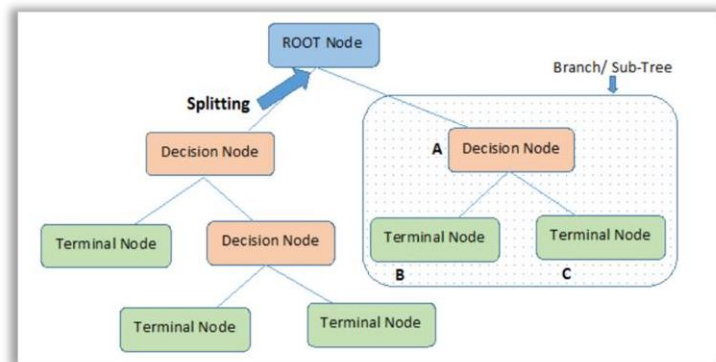 ROOT Node
Branch/ Sub-Tree
Splitting
Decision Node
A
Decision Node
Terminal Node
Decision Node
Terminal Node
Terminal Node
B
C
Terminal Node
Terminal Node